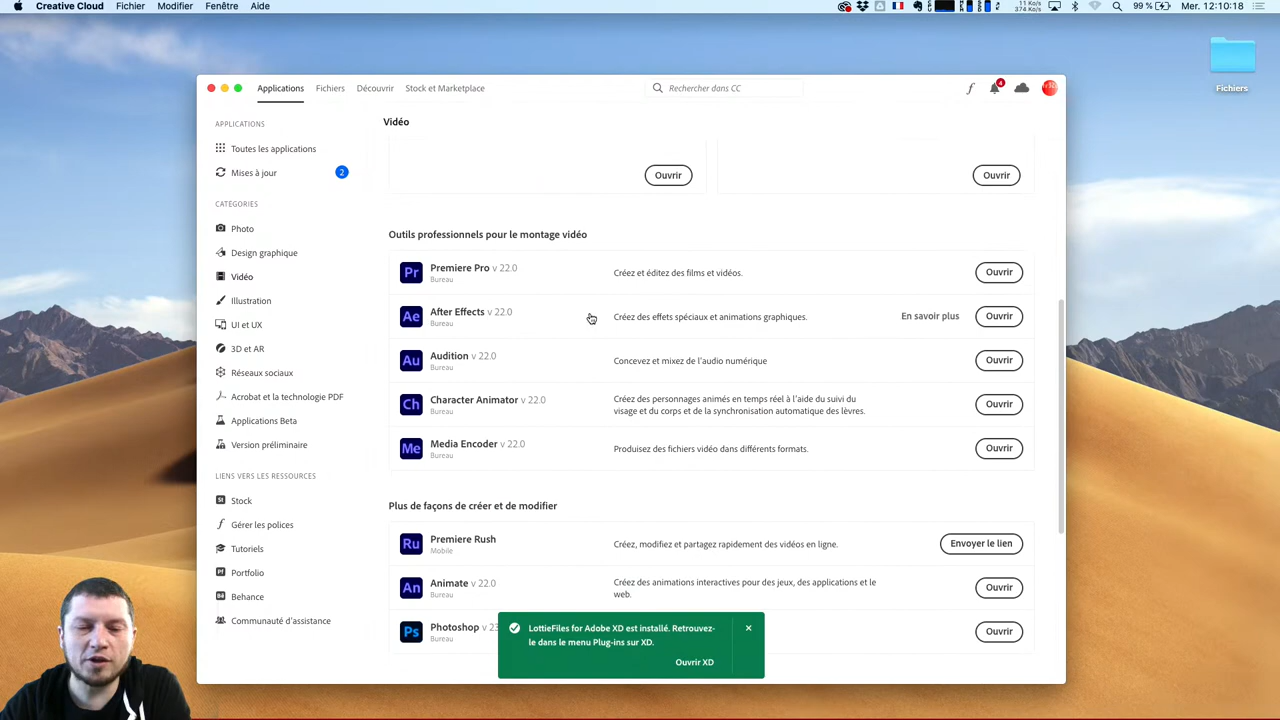 Creative Cloud Fichier Modifier Fenêtre Aide
11 Ko/s
374 Ko/s
99 % Mer. 12:10:18
Fichiers
Applications Fichiers Découvrir Stock et Marketplace Rechercher dans CC 4
APPLICATIONS
Toutes les applications
Mises à jour 2
CATÉGORIES
Photo
Design graphique
Vidéo
Illustration
UI et UX
3D et AR
Réseaux sociaux
Acrobat et la technologie PDF
Applications Beta
Version préliminaire
LIENS VERS LES RESSOURCES
St Stock
Gérer les polices
Tutoriels
Portfolio
Behance
Communauté d'assistance
Vidéo
Ouvrir Ouvrir
Outils professionnels pour le montage vidéo
Pr Premiere Pro v 22.0 Créez et éditez des films et vidéos. Ouvrir
Bureau
Ae After Effects v 22.0 Créez des effets spéciaux et animations graphiques. En savoir plus Ouvrir
Bureau
Au Audition v 22.0 Concevez et mixez de l'audio numérique Ouvrir
Bureau
Ch Character Animator v 22.0 Créez des personnages animés en temps réel à l'aide du suivi du
visage et du corps et de la synchronisation automatique des lèvres. Ouvrir
Bureau
Me Media Encoder v 22.0 Produisez des fichiers vidéo dans différents formats. Ouvrir
Bureau
Plus de façons de créer et de modifier
Ru Premiere Rush Créez, modifiez et partagez rapidement des vidéos en ligne. Envoyer le lien
Mobile
An Animate v 22.0 Créez des animations interactives pour des jeux, des applications et le
web. Ouvrir
Bureau
Ps Photoshop v 23 Ouvrir
Bureau
LottieFiles for Adobe XD est installé. Retrouvez-
le dans le menu Plug-ins sur XD.
Ouvrir XD